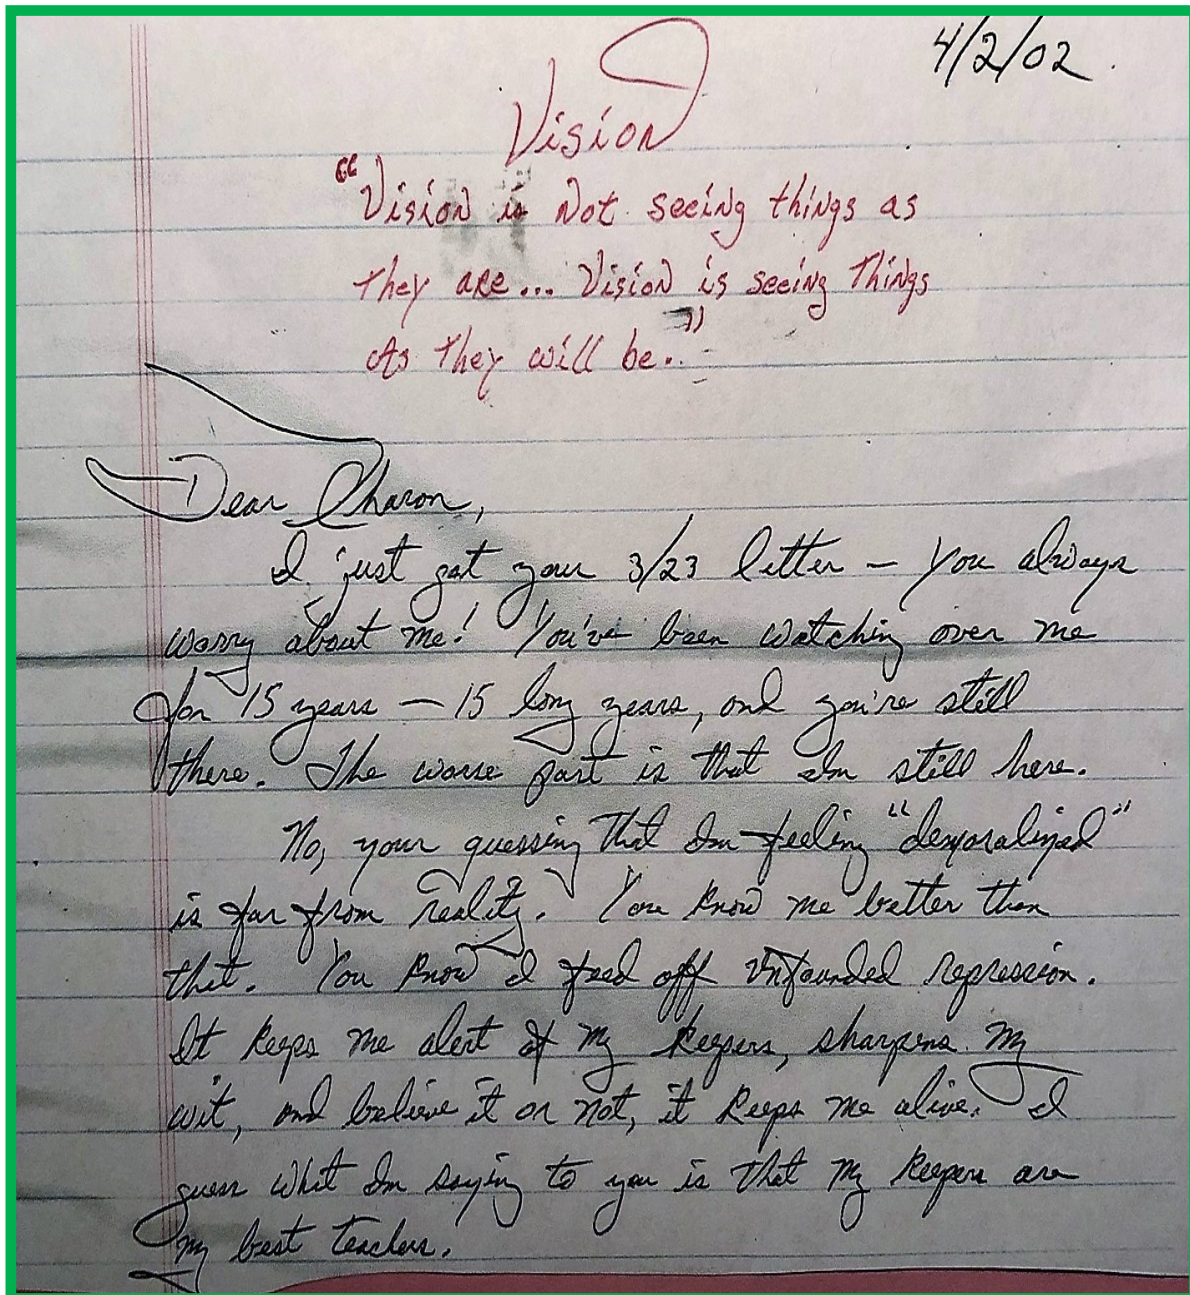 4/2/02
Vision
"Vision is Not seeing things as
they are... Vision is seeing Things
As they will be.."
Dear Sharon,
I just got your 3/23 letter – You always
worry about me! You've been watching over me
for 15 years – 15 long years, and you're still
there. The worse part is that Im still here.
No, your guessing that Im feeling "demoralized"
is far from reality. You know me better than
that. You know I feed off unfounded repression.
It keeps me alert of my keepers, sharpens my
wit, and believe it or not, it keeps me alive. I
guess what Im saying to you is that my keepers are
my best teachers.